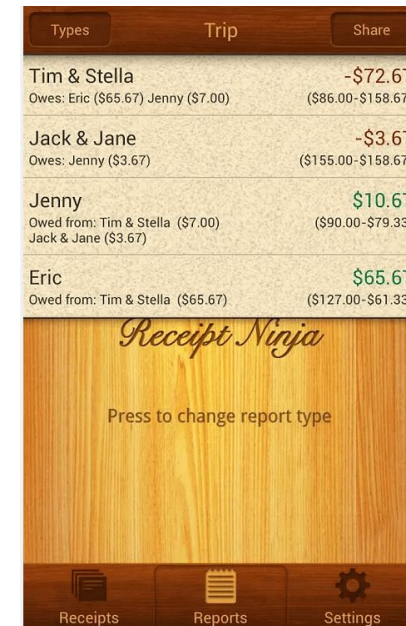 Types
Trip
Share
Tim & Stella
-$72.67
Owes: Eric ($65.67) Jenny ($7.00)
($86.00-$158.67
Jack & Jane
-$3.67
Owes: Jenny ($3.67)
($155.00-$158.67
Jenny
$10.67
Owed from: Tim & Stella ($7.00)
($90.00-$79.33
Jack & Jane ($3.67)
Eric
$65.67
Owed from: Tim & Stella ($65.67)
($127.00-$61.33
Receipt Ninja
Press to change report type
Receipts
Reports
Settings